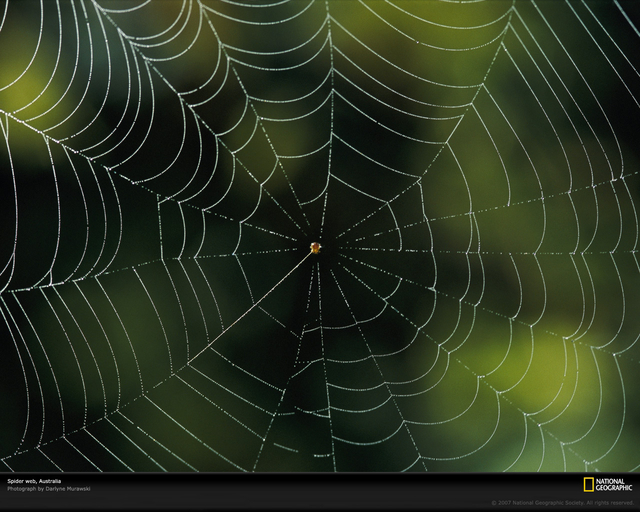 Spider web, Australia
Photograph by Darlyne Murawski
NATIONAL
GEOGRAPHIC
© 2007 National Geographic Society. All rights reserved.